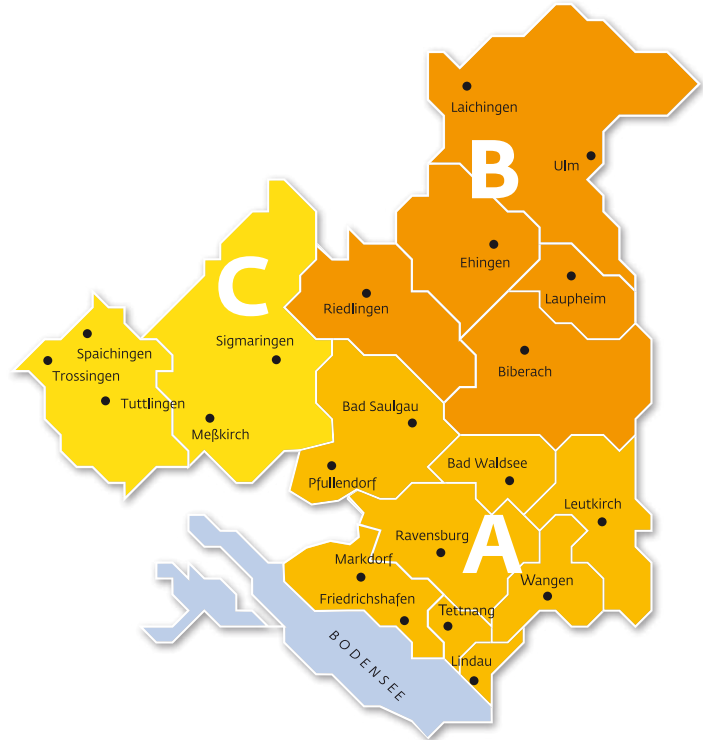 Laichingen
B
Ulm
Ehingen
C
Laupheim
Riedlingen
Sigmaringen
Spaichingen
Biberach
Trossingen
Tuttlingen
Bad Saulgau
Meßkirch
Bad Waldsee
Pfullendorf
Leutkirch
A
Ravensburg
Markdorf
Wangen
Friedrichshafen
Tettnang
BODENSEE
Lindau